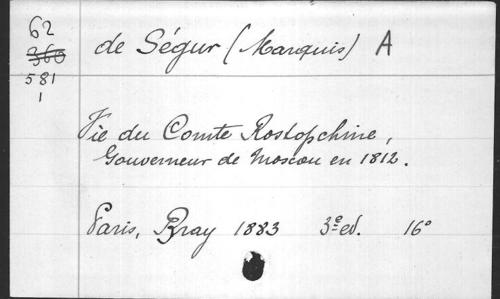 62
360
581
1
de Ségur (Marquis) A
Vie du Comte Rostopchine,
Gouverneur de Moscou en 1812.
Paris, Bray 1883 3e ed. 16°